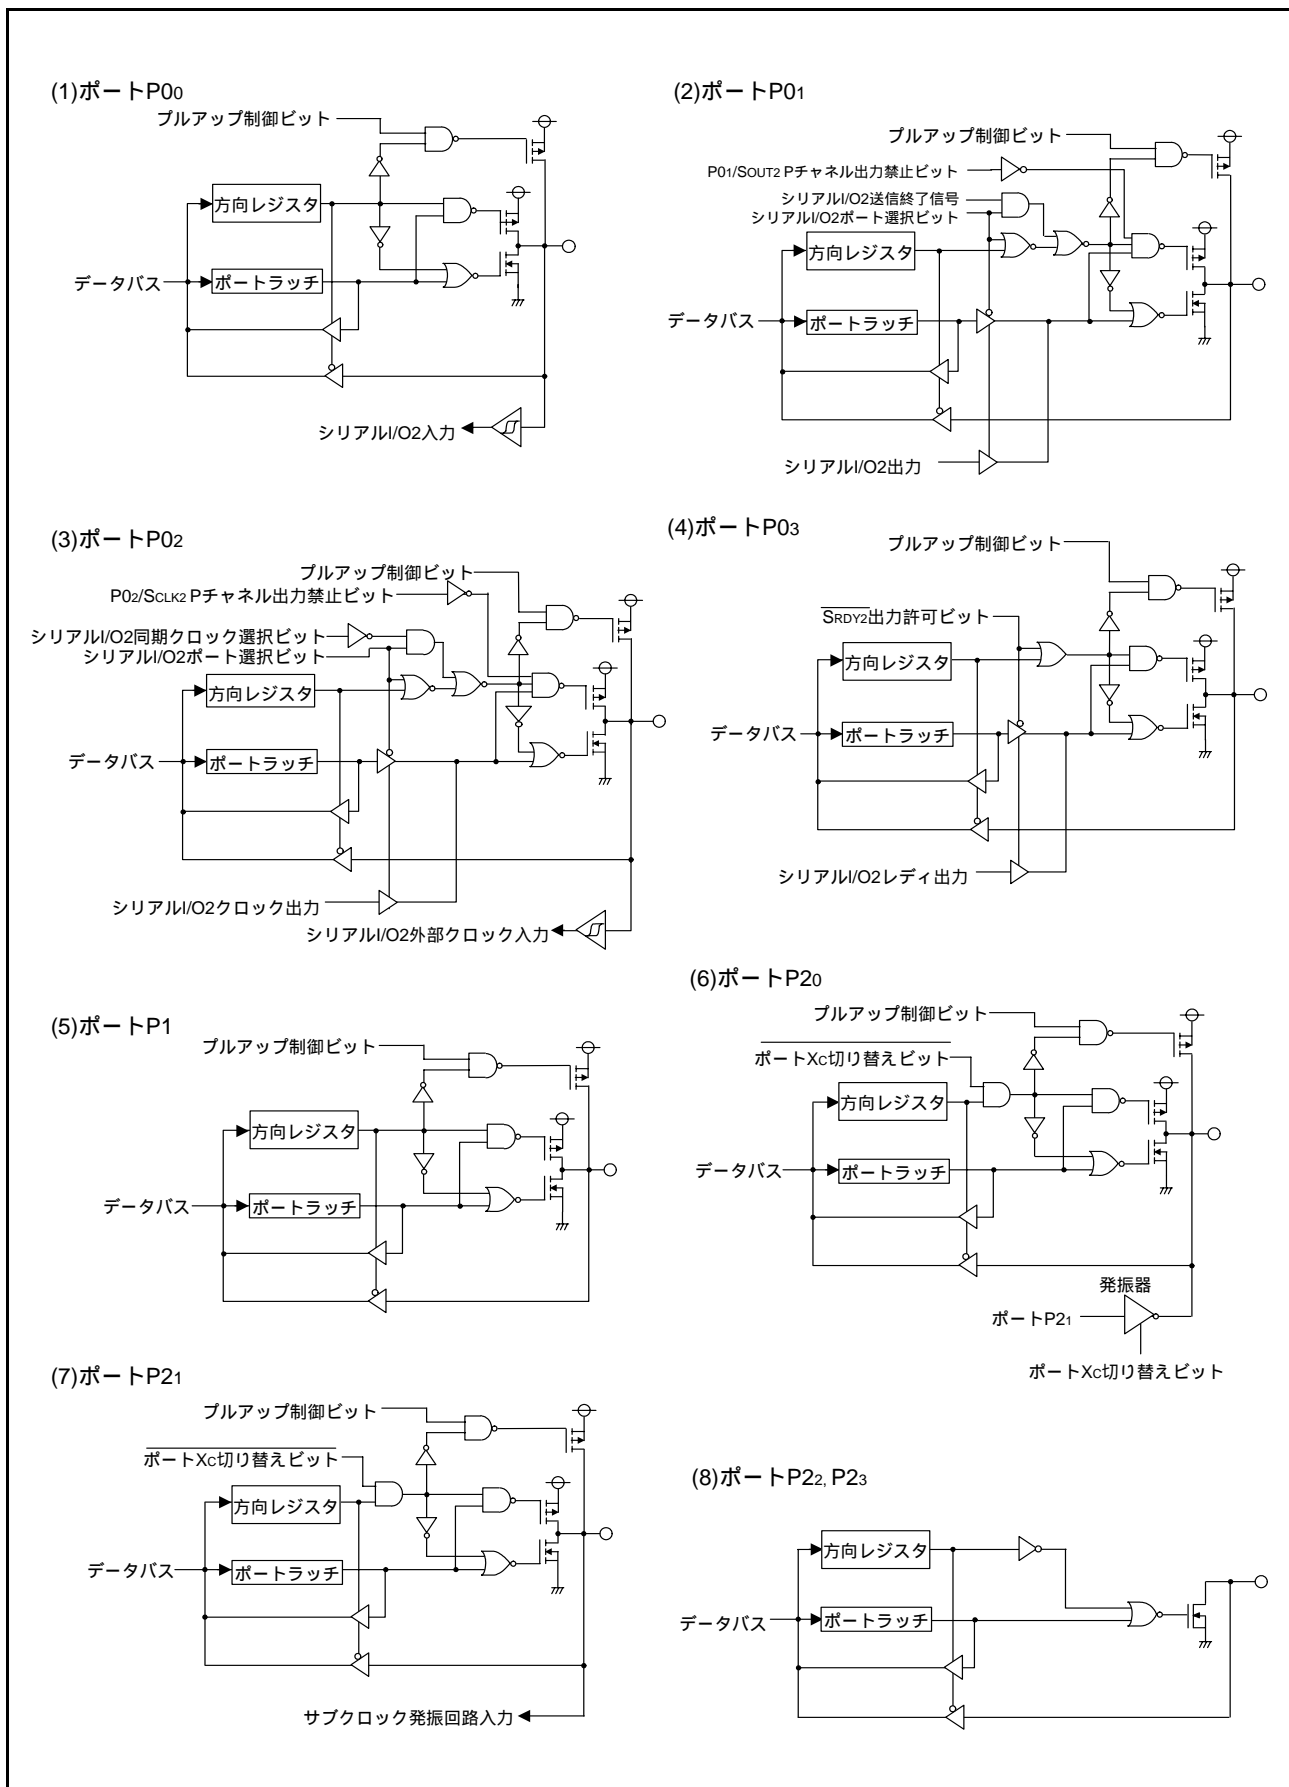 (1)ポートP00
プルアップ制御ビット
方向レジスタ
データバス
ポートラッチ
シリアルI/O2入力
(2)ポートP01
プルアップ制御ビット
P01/SOUT2 Pチャネル出力禁止ビット
シリアルI/O2送信終了信号
シリアルI/O2ポート選択ビット
方向レジスタ
データバス
ポートラッチ
シリアルI/O2出力
(3)ポートP02
プルアップ制御ビット
P02/SCLK2 Pチャネル出力禁止ビット
シリアルI/O2同期クロック選択ビット
シリアルI/O2ポート選択ビット
方向レジスタ
データバス
ポートラッチ
シリアルI/O2クロック出力
シリアルI/O2外部クロック入力
(4)ポートP03
プルアップ制御ビット
SRDY2出力許可ビット
方向レジスタ
データバス
ポートラッチ
シリアルI/O2レディ出力
(5)ポートP1
プルアップ制御ビット
方向レジスタ
データバス
ポートラッチ
(6)ポートP20
プルアップ制御ビット
ポートXC切り替えビット
方向レジスタ
データバス
ポートラッチ
発振器
ポートP21
ポートXC切り替えビット
(7)ポートP21
プルアップ制御ビット
ポートXC切り替えビット
方向レジスタ
データバス
ポートラッチ
サブクロック発振回路入力
(8)ポートP22, P23
方向レジスタ
データバス
ポートラッチ